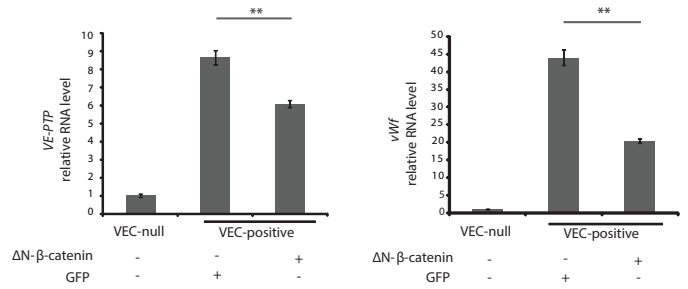 **
10
9
8
7
6
5
4
3
2
1
0
VE-PTP
relative RNA level
VEC-null
VEC-positive
ΔN-β-catenin - - +
GFP - + -
**
50
45
40
35
30
25
20
15
10
5
0
vWf
relative RNA level
VEC-null
VEC-positive
ΔN-β-catenin - - +
GFP - + -